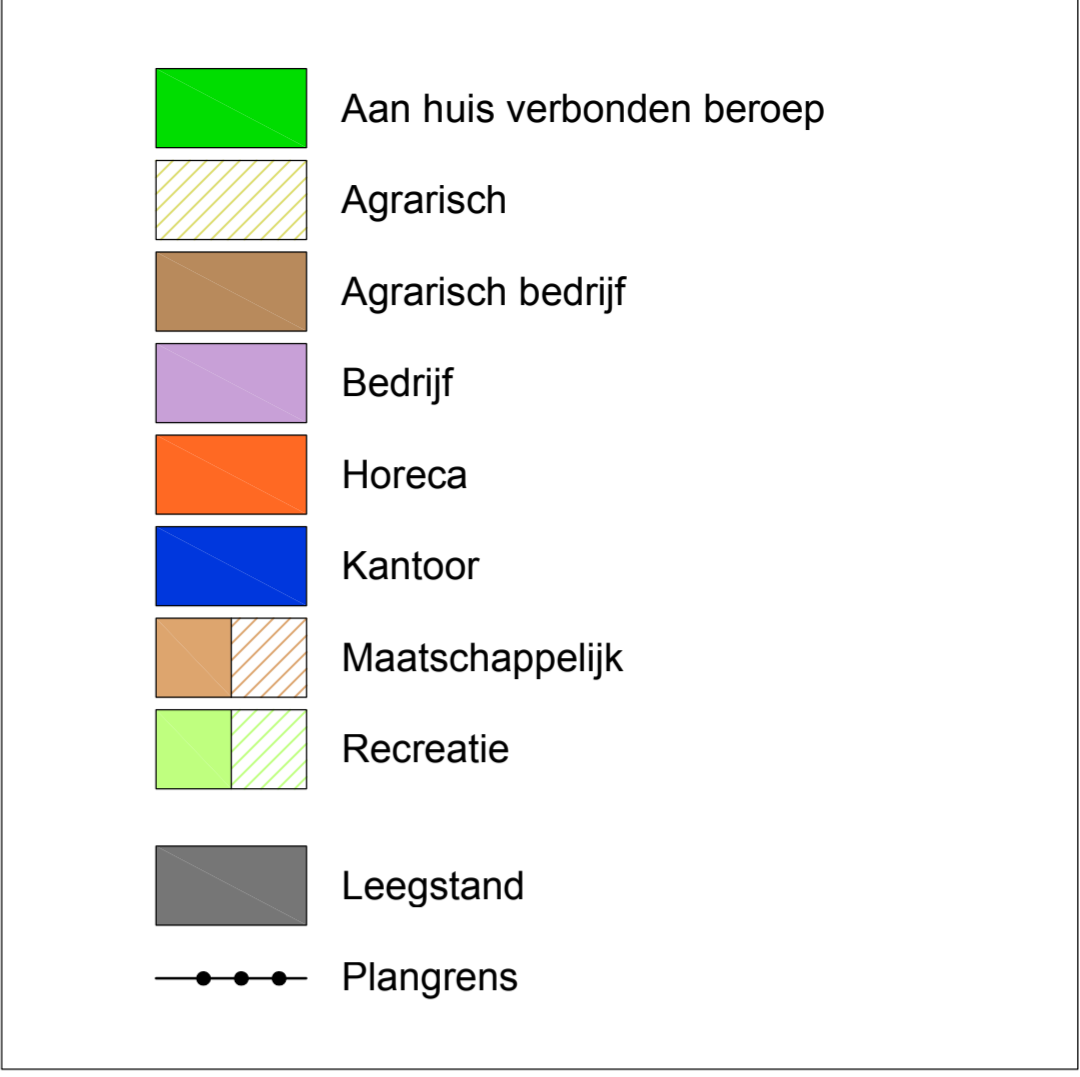 Aan huis verbonden beroep
Agrarisch
Agrarisch bedrijf
Bedrijf
Horeca
Kantoor
Maatschappelijk
Recreatie
Leegstand
Plangrens